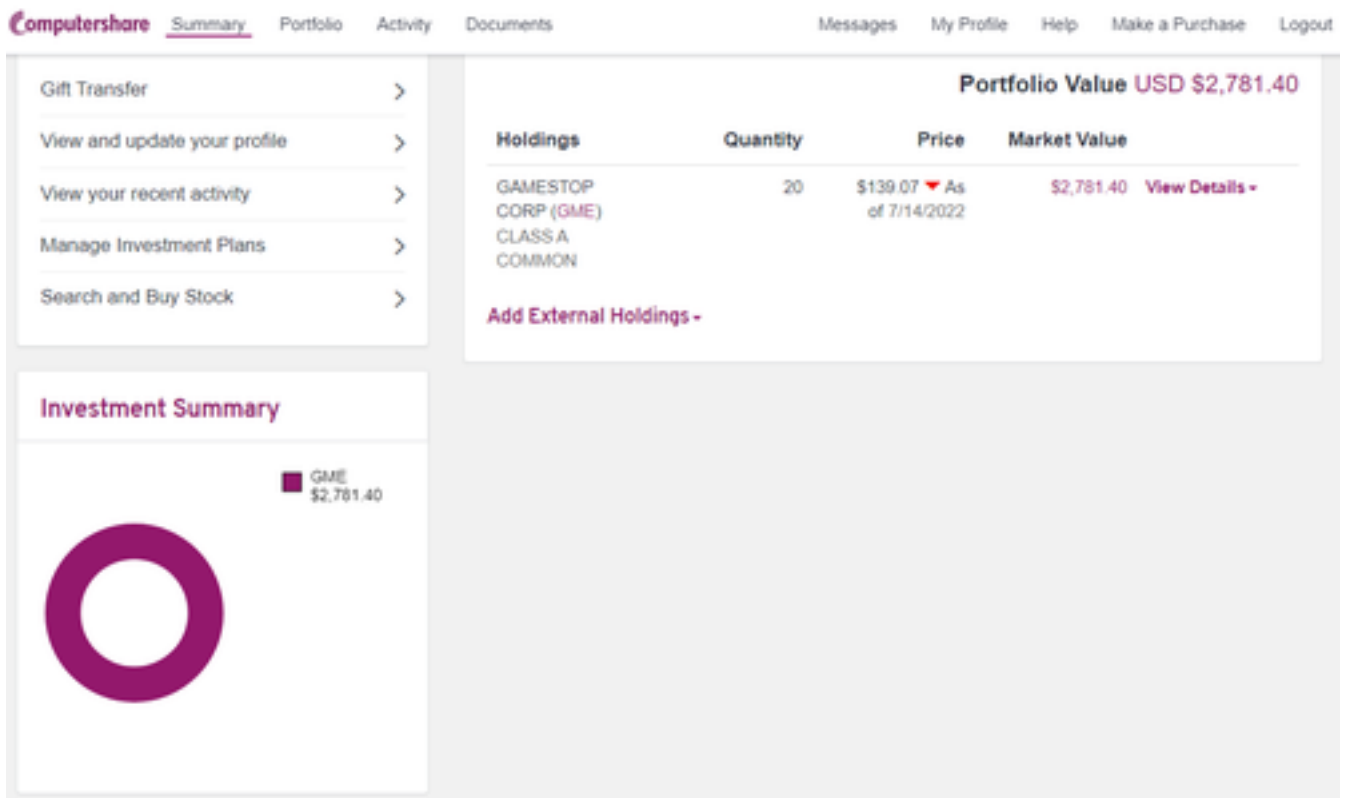 Computershare Summary Portfolio Activity Documents Messages My Profile Help Make a Purchase Logout
Gift Transfer
View and update your profile
View your recent activity
Manage Investment Plans
Search and Buy Stock
Portfolio Value USD $2,781.40
Holdings Quantity Price Market Value
GAMESTOP 20 $139.07 As $2,781.40 View Details
CORP (GME) of 7/14/2022
CLASS A
COMMON
Add External Holdings
Investment Summary
GME
$2,781.40